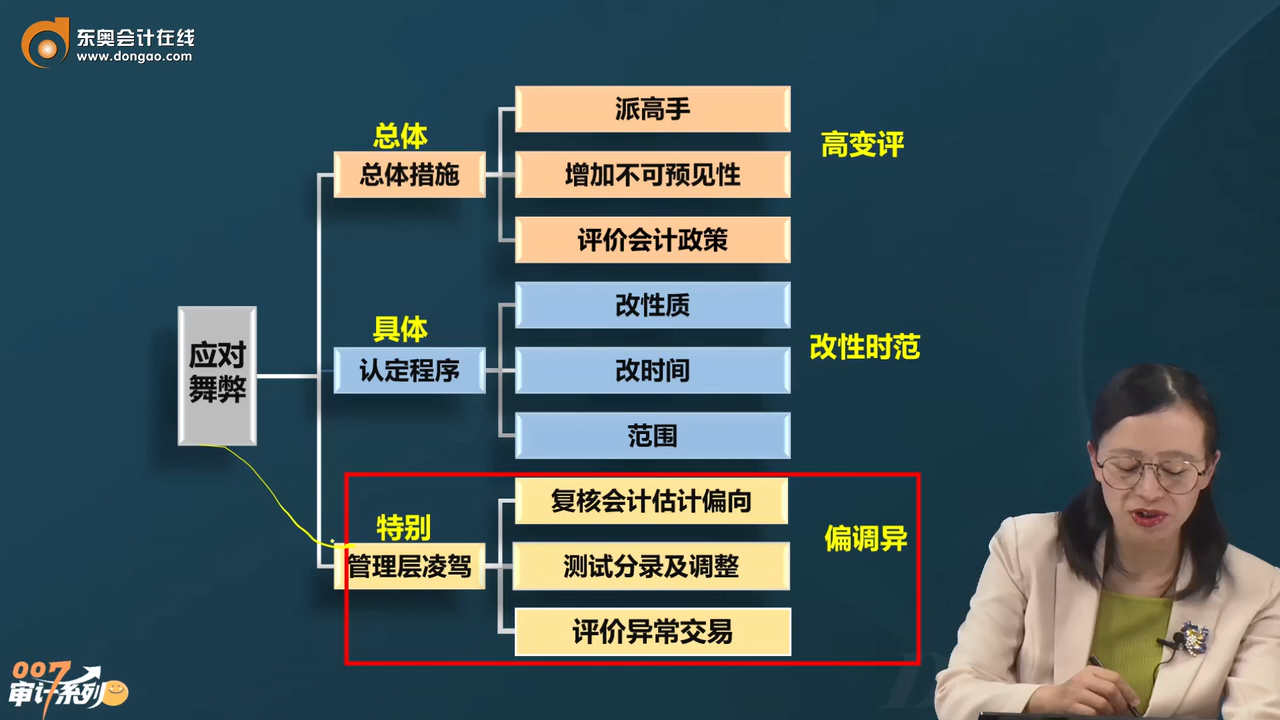 东奥会计在线
www.dongao.com
派高手
总体
高变评
总体措施
增加不可预见性
评价会计政策
改性质
具体
改性时范
应对
舞弊
认定程序
改时间
范围
复核会计估计偏向
特别
偏调异
管理层凌驾
测试分录及调整
评价异常交易
007
审计系列